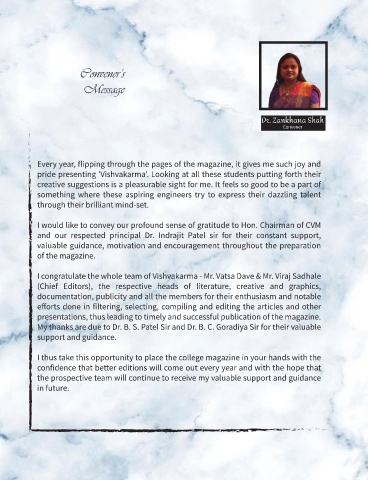 Convener's
Message
Dr. Zankhana Shah
Convener
Every year, flipping through the pages of the magazine, it gives me such joy and
pride presenting 'Vishvakarma'. Looking at all these students putting forth their
creative suggestions is a pleasurable sight for me. It feels so good to be a part of
something where these aspiring engineers try to express their dazzling talent
through their brilliant mind-set.
I would like to convey our profound sense of gratitude to Hon. Chairman of CVM
and our respected principal Dr. Indrajit Patel sir for their constant support,
valuable guidance, motivation and encouragement throughout the preparation
of the magazine.
I congratulate the whole team of Vishvakarma - Mr. Vatsa Dave & Mr. Viraj Sadhale
(Chief Editors), the respective heads of literature, creative and graphics,
documentation, publicity and all the members for their enthusiasm and notable
efforts done in filtering, selecting, compiling and editing the articles and other
presentations, thus leading to timely and successful publication of the magazine.
My thanks are due to Dr. B. S. Patel Sir and Dr. B. C. Goradiya Sir for their valuable
support and guidance.
I thus take this opportunity to place the college magazine in your hands with the
confidence that better editions will come out every year and with the hope that
the prospective team will continue to receive my valuable support and guidance
in future.